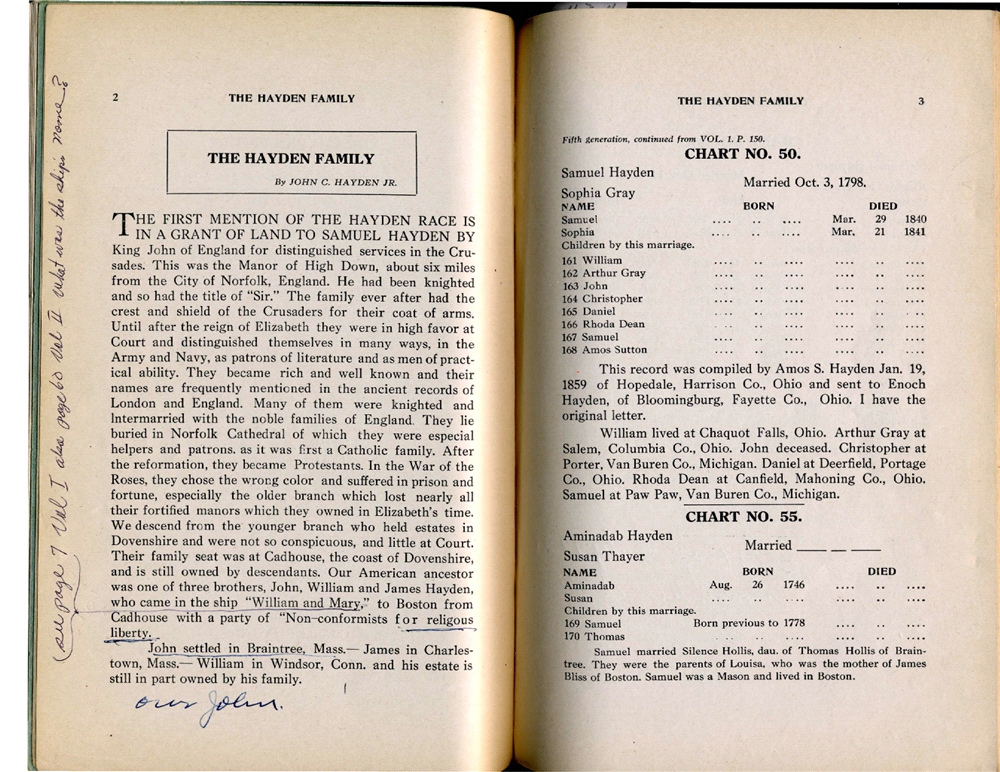 2
THE HAYDEN FAMILY
THE HAYDEN FAMILY
By JOHN C. HAYDEN JR.
THE FIRST MENTION OF THE HAYDEN RACE IS
IN A GRANT OF LAND TO SAMUEL HAYDEN BY
King John of England for distinguished services in the Cru-
sades. This was the Manor of High Down, about six miles
from the City of Norfolk, England. He had been knighted
and so had the title of "Sir." The family ever after had the
crest and shield of the Crusaders for their coat of arms.
Until after the reign of Elizabeth they were in high favor at
Court and distinguished themselves in many ways, in the
Army and Navy, as patrons of literature and as men of pract-
ical ability. They became rich and well known and their
names are frequently mentioned in the ancient records of
London and England. Many of them were knighted and
Intermarried with the noble families of England. They lie
buried in Norfolk Cathedral of which they were especial
helpers and patrons. as it was first a Catholic family. After
the reformation, they became Protestants. In the War of the
Roses, they chose the wrong color and suffered in prison and
fortune, especially the older branch which lost nearly all
their fortified manors which they owned in Elizabeth's time.
We descend from the younger branch who held estates in
Dovenshire and were not so conspicuous, and little at Court.
Their family seat was at Cadhouse, the coast of Dovenshire,
and is still owned by descendants. Our American ancestor
was one of three brothers, John, William and James Hayden,
who came in the ship "William and Mary," to Boston from
Cadhouse with a party of "Non-conformists for religous
liberty.
John settled in Braintree, Mass.— James in Charles-
town, Mass.— William in Windsor, Conn. and his estate is
still in part owned by his family.
our John.
(see page 7 Vol I also page 60 Vol II what was the ship's name?
THE HAYDEN FAMILY
3
Fifth generation, continued from VOL. 1. P. 150.
CHART NO. 50.
Samuel Hayden
Married Oct. 3, 1798.
Sophia Gray
NAME BORN DIED
Samuel .... .. .... Mar. 29 1840
Sophia .... .. .... Mar. 21 1841
Children by this marriage.
161 William .... .. .... .... .. ....
162 Arthur Gray .... .. .... .... .. ....
163 John .... .. .... .... .. ....
164 Christopher .... .. .... .... .. ....
165 Daniel .... .. .... .... .. ....
166 Rhoda Dean .... .. .... .... .. ....
167 Samuel .... .. .... .... .. ....
168 Amos Sutton .... .. .... .... .. ....
This record was compiled by Amos S. Hayden Jan. 19,
1859 of Hopedale, Harrison Co., Ohio and sent to Enoch
Hayden, of Bloomingburg, Fayette Co., Ohio. I have the
original letter.
William lived at Chaquot Falls, Ohio. Arthur Gray at
Salem, Columbia Co., Ohio. John deceased. Christopher at
Porter, Van Buren Co., Michigan. Daniel at Deerfield, Portage
Co., Ohio. Rhoda Dean at Canfield, Mahoning Co., Ohio.
Samuel at Paw Paw, Van Buren Co., Michigan.
CHART NO. 55.
Aminadab Hayden
Married ____ __ ____
Susan Thayer
NAME BORN DIED
Aminadab Aug. 26 1746 .... .. ....
Susan .... .. .... .... .. ....
Children by this marriage.
169 Samuel Born previous to 1778 .... .. ....
170 Thomas .... .. .... .... .. ....
Samuel married Silence Hollis, dau. of Thomas Hollis of Brain-
tree. They were the parents of Louisa, who was the mother of James
Bliss of Boston. Samuel was a Mason and lived in Boston.